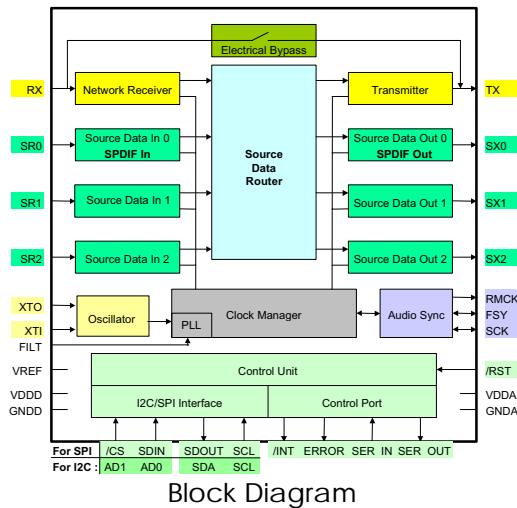 Electrical Bypass
RX
Network Receiver
Transmitter
TX
SR0
Source Data In 0
SPDIF In
Source
Data
Router
Source Data Out 0
SPDIF Out
SX0
SR1
Source Data In 1
Source Data Out 1
SX1
SR2
Source Data In 2
Source Data Out 2
SX2
XTO
XTI
Oscillator
PLL
Clock Manager
Audio Sync
RMCK
FSY
SCK
FILT
VREF
Control Unit
/RST
VDDD
GNDD
I2C/SPI Interface
Control Port
VDDA
GNDA
For SPI /CS SDIN SDOUT SCL /INT ERROR SER IN SER OUT
For I2C : AD1 AD0 SDA SCL
Block Diagram